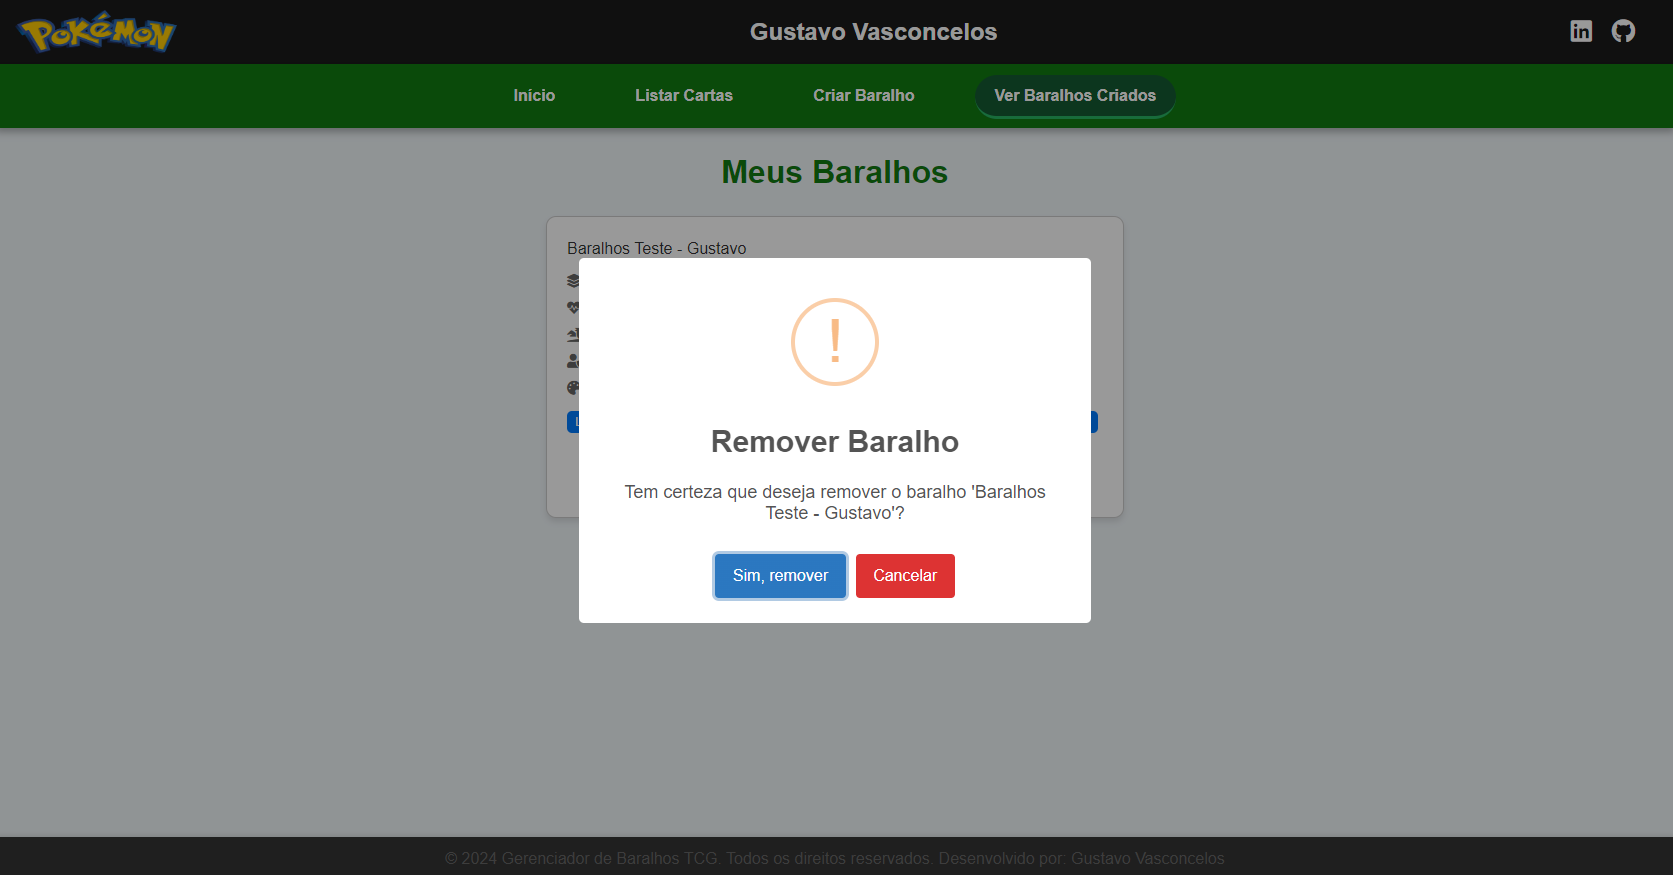 POKéMON
Gustavo Vasconcelos
Início
Listar Cartas
Criar Baralho
Ver Baralhos Criados
Meus Baralhos
Baralhos Teste - Gustavo
!
Remover Baralho
Tem certeza que deseja remover o baralho 'Baralhos
Teste - Gustavo'?
Sim, remover
Cancelar
© 2024 Gerenciador de Baralhos TCG. Todos os direitos reservados. Desenvolvido por: Gustavo Vasconcelos